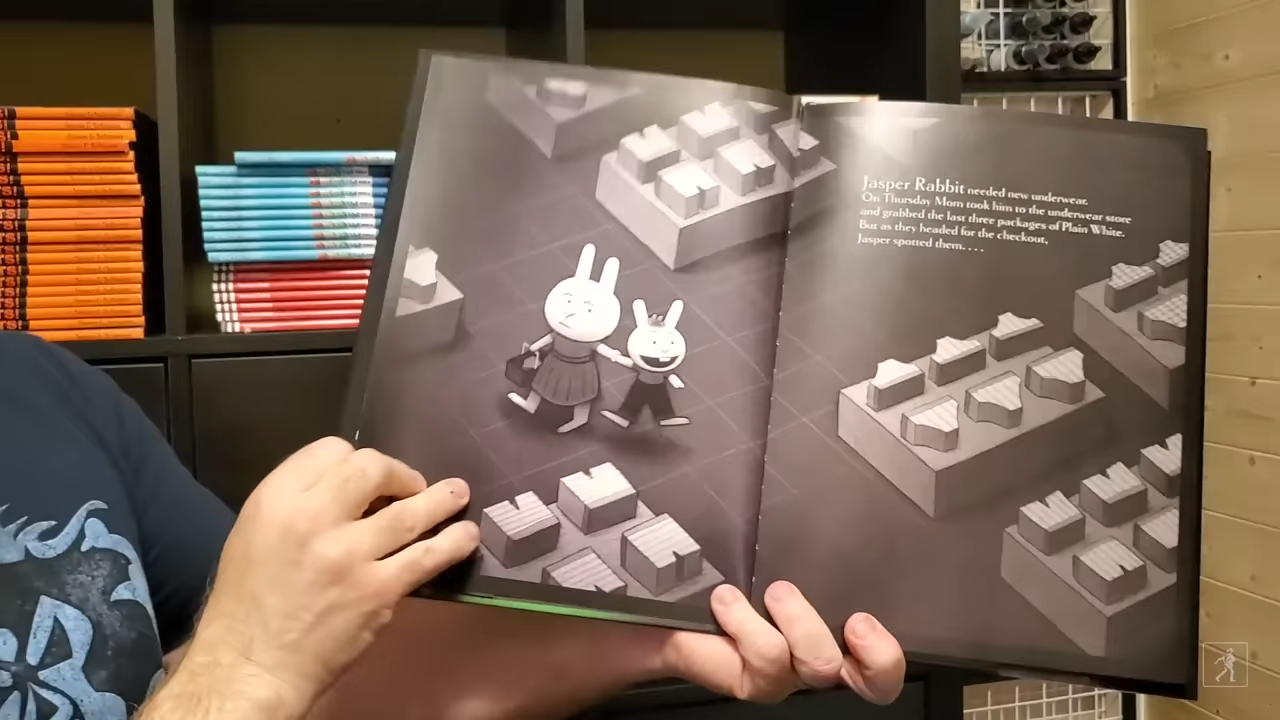 Jasper Rabbit needed new underwear.
On Thursday Mom took him to the underwear store
and grabbed the last three packages of Plain White.
But as they headed for the checkout,
Jasper spotted them. . . .